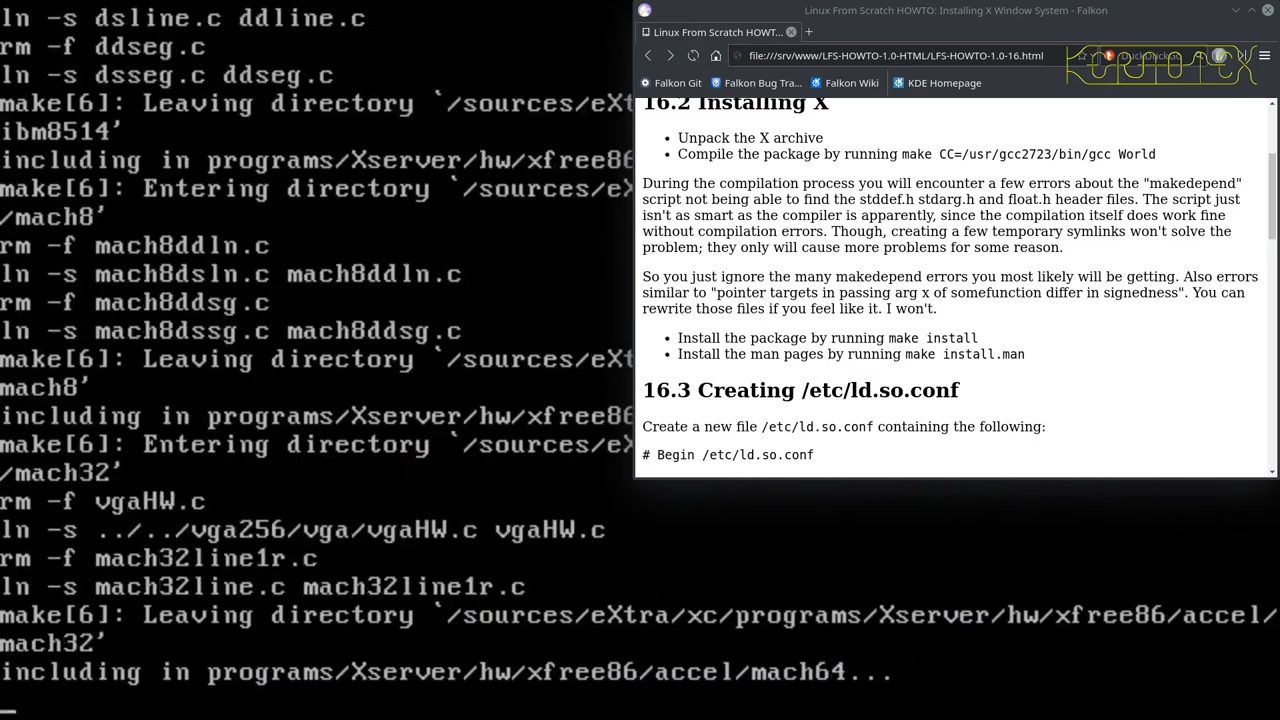 ln -s dsline.c ddline.c
rm -f ddseg.c
ln -s dsseg.c ddseg.c
make[6]: Leaving directory `/sources/eXt
ibm8514'
including in programs/Xserver/hw/xfree8
make[6]: Entering directory `/sources/eX
/mach8'
rm -f mach8ddln.c
ln -s mach8dsln.c mach8ddln.c
rm -f mach8ddsg.c
ln -s mach8dssg.c mach8ddsg.c
make[6]: Leaving directory `/sources/eXt
mach8'
including in programs/Xserver/hw/xfree8
make[6]: Entering directory `/sources/eX
/mach32'
rm -f vgaHW.c
ln -s ../../vga256/vga/vgaHW.c vgaHW.c
rm -f mach32line1r.c
ln -s mach32line.c mach32line1r.c
make[6]: Leaving directory `/sources/eXtra/xc/programs/Xserver/hw/xfree86/accel/
mach32'
including in programs/Xserver/hw/xfree86/accel/mach64...
Linux From Scratch HOWTO: Installing X Window System - Falkon
Linux From Scratch HOWT...
file:///srv/www/LFS-HOWTO-1.0-HTML/LFS-HOWTO-1.0-16.html
Falkon Git Falkon Bug Tra... Falkon Wiki KDE Homepage
16.2 Installing X
• Unpack the X archive
• Compile the package by running make CC=/usr/gcc2723/bin/gcc World
During the compilation process you will encounter a few errors about the "makedepend"
script not being able to find the stddef.h stdarg.h and float.h header files. The script just
isn't as smart as the compiler is apparently, since the compilation itself does work fine
without compilation errors. Though, creating a few temporary symlinks won't solve the
problem; they only will cause more problems for some reason.
So you just ignore the many makedepend errors you most likely will be getting. Also errors
similar to "pointer targets in passing arg x of somefunction differ in signedness". You can
rewrite those files if you feel like it. I won't.
• Install the package by running make install
• Install the man pages by running make install.man
16.3 Creating /etc/ld.so.conf
Create a new file /etc/ld.so.conf containing the following:
# Begin /etc/ld.so.conf